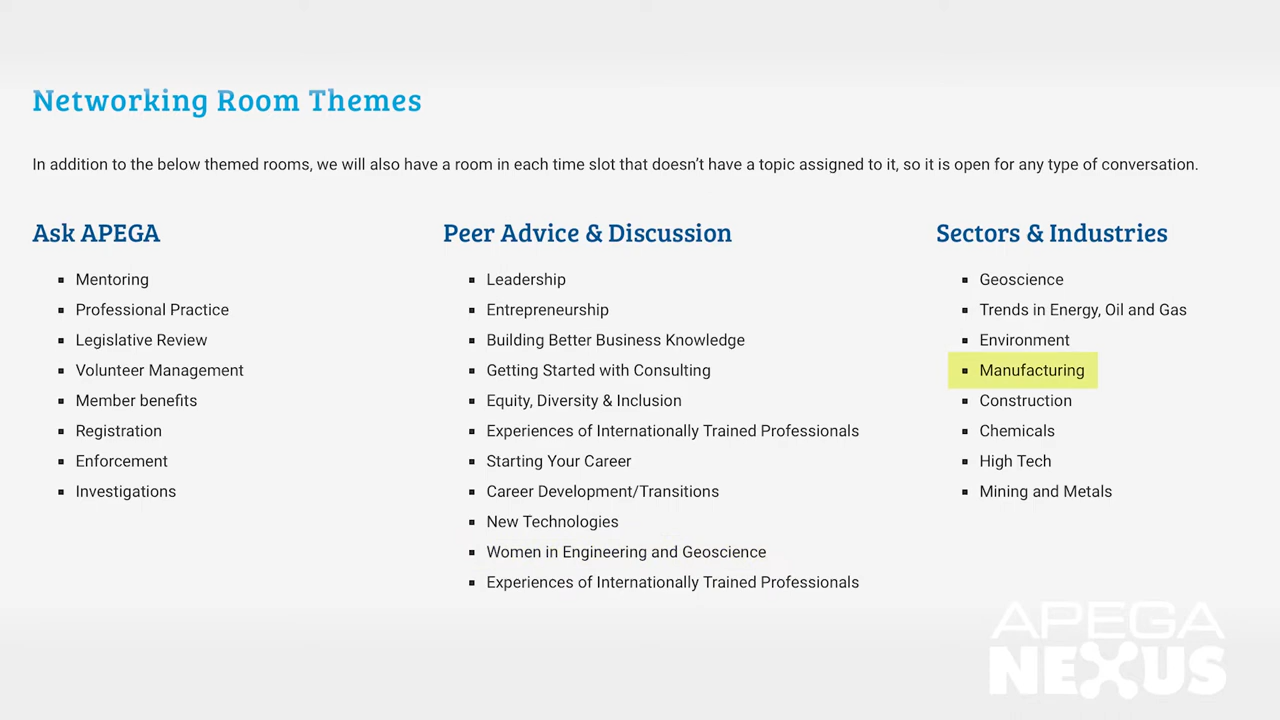 Networking Room Themes
In addition to the below themed rooms, we will also have a room in each time slot that doesn't have a topic assigned to it, so it is open for any type of conversation.
Ask APEGA
Mentoring
Professional Practice
Legislative Review
Volunteer Management
Member benefits
Registration
Enforcement
Investigations
Peer Advice & Discussion
Leadership
Entrepreneurship
Building Better Business Knowledge
Getting Started with Consulting
Equity, Diversity & Inclusion
Experiences of Internationally Trained Professionals
Starting Your Career
Career Development/Transitions
New Technologies
Women in Engineering and Geoscience
Experiences of Internationally Trained Professionals
Sectors & Industries
Geoscience
Trends in Energy, Oil and Gas
Environment
Manufacturing
Construction
Chemicals
High Tech
Mining and Metals
APEGA
NEXUS